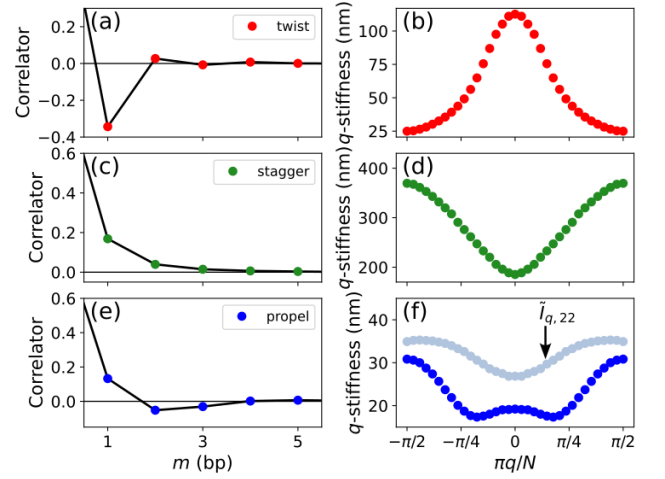 (a)
twist
Correlator
0.0
−0.2
−0.4
(b)
q-stiffness (nm)
100
75
50
25
(c)
stagger
Correlator
0.6
0.4
0.2
0.0
(d)
q-stiffness (nm)
400
300
200
(e)
propel
Correlator
0.6
0.4
0.2
0.0
1
3
5
m (bp)
(f)
Ĩq, 22
q-stiffness (nm)
40
30
20
−π/2
−π/4
0
π/4
π/2
πq/N